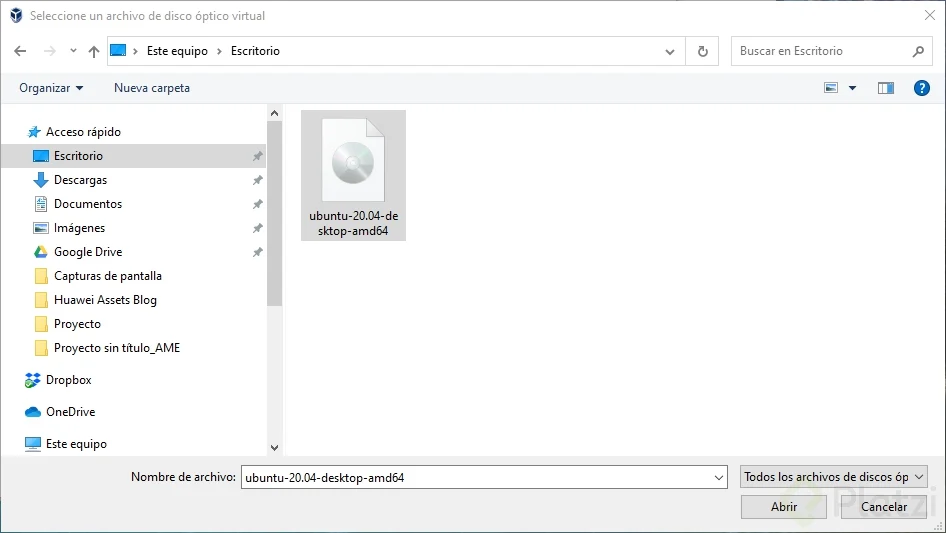 Seleccione un archivo de disco óptico virtual
Este equipo > Escritorio
Buscar en Escritorio
Organizar
Nueva carpeta
?
Acceso rápido
Escritorio
Descargas
Documentos
Imágenes
Google Drive
Capturas de pantalla
Huawei Assets Blog
Proyecto
Proyecto sin título_AME
Dropbox
OneDrive
Este equipo
ubuntu-20.04-de
sktop-amd64
Nombre de archivo:
ubuntu-20.04-desktop-amd64
Todos los archivos de discos óp
Abrir
Cancelar
Platzi